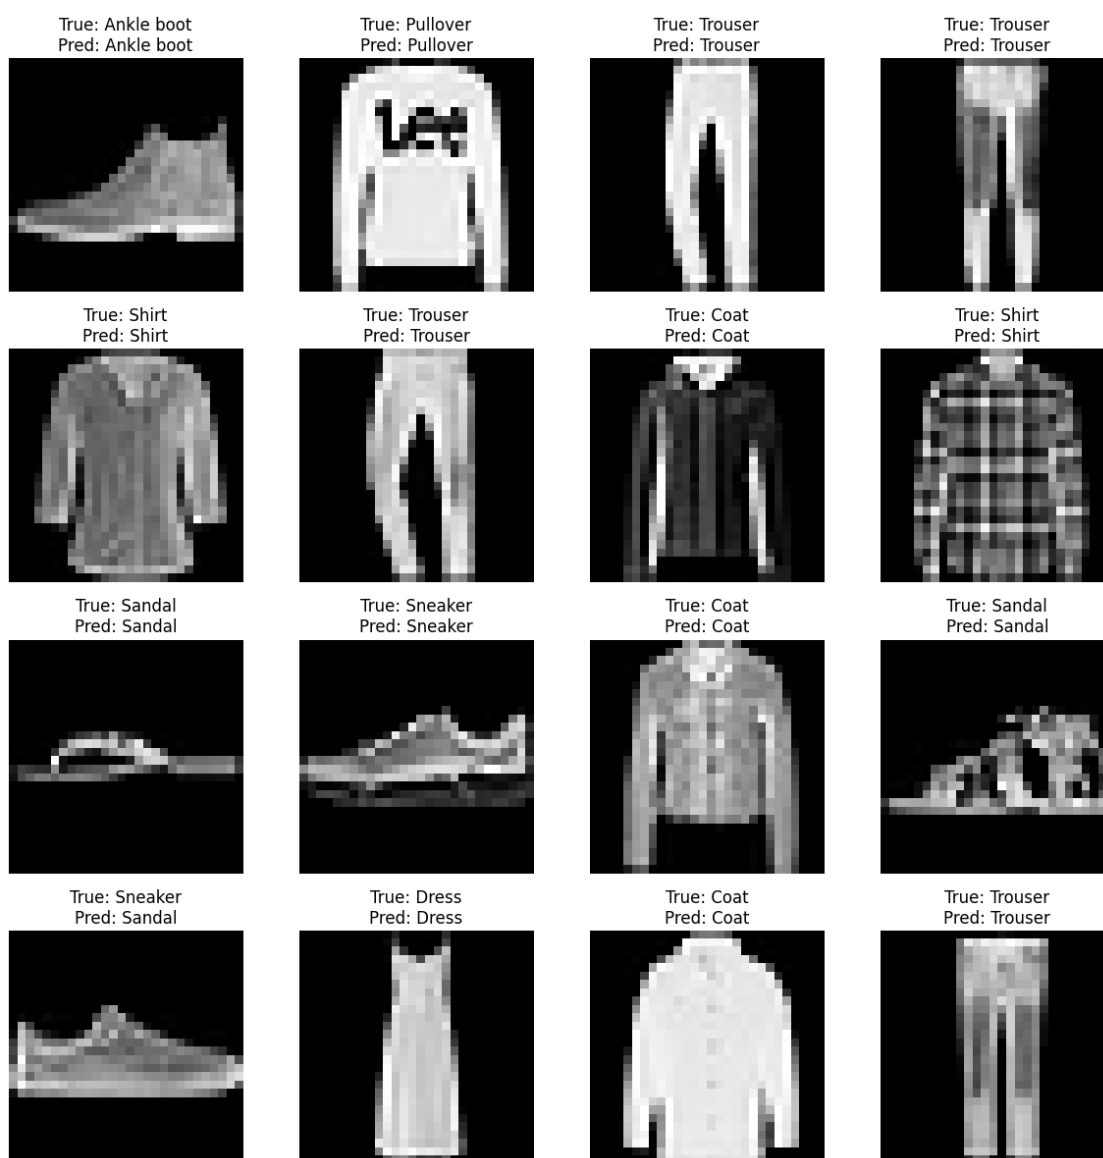 True: Ankle boot
Pred: Ankle boot
True: Pullover
Pred: Pullover
True: Trouser
Pred: Trouser
True: Trouser
Pred: Trouser
Lee
True: Shirt
Pred: Shirt
True: Trouser
Pred: Trouser
True: Coat
Pred: Coat
True: Shirt
Pred: Shirt
True: Sandal
Pred: Sandal
True: Sneaker
Pred: Sneaker
True: Coat
Pred: Coat
True: Sandal
Pred: Sandal
True: Sneaker
Pred: Sandal
True: Dress
Pred: Dress
True: Coat
Pred: Coat
True: Trouser
Pred: Trouser